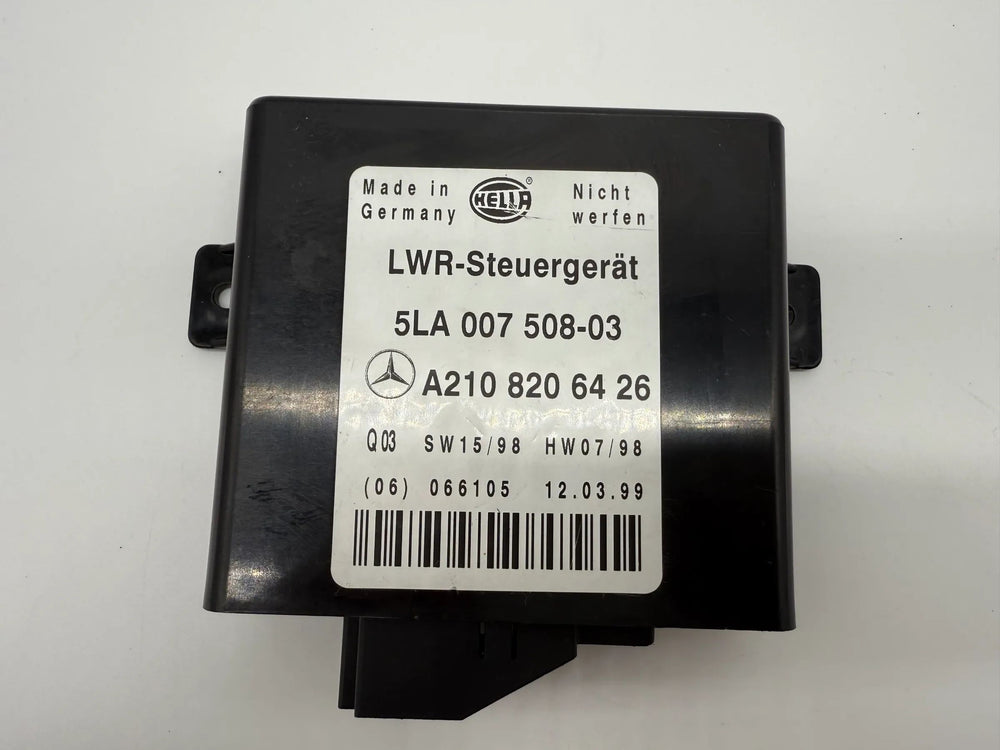 Made in
Germany
HELLA®
Nicht
werfen
LWR-Steuergerät
5LA 007 508-03
A210 820 64 26
Q03 SW15/98 HW07/98
(06) 066105 12.03.99